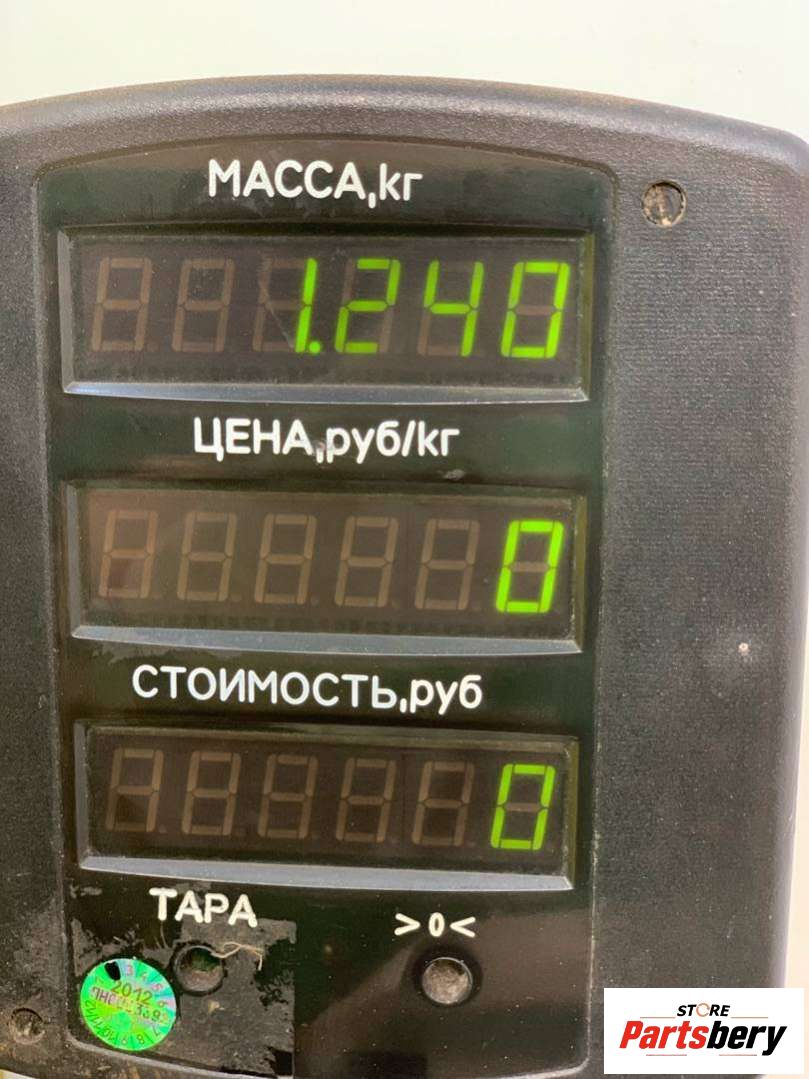 МАССА,кг
1.240
ЦЕНА,руб/кг
0
СТОИМОСТЬ,руб
0
ТАРА
>0<
2012
STORE
Partsbery